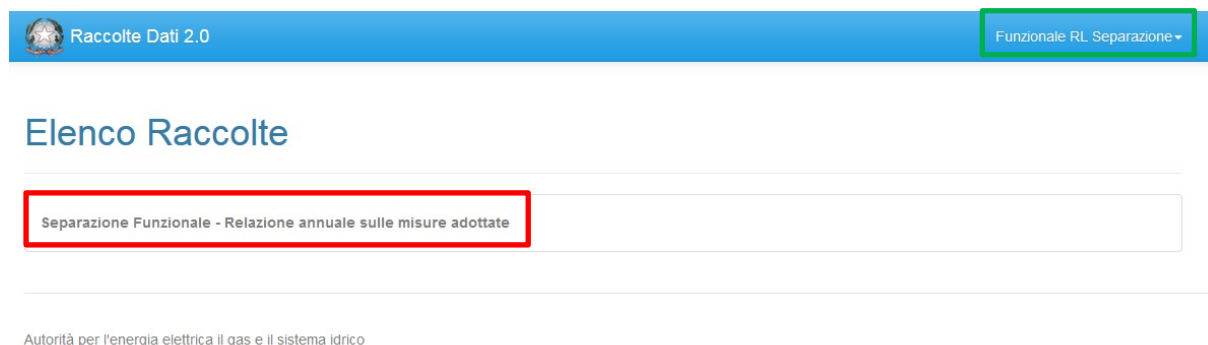 Raccolte Dati 2.0
Funzionale RL Separazione
Elenco Raccolte
Separazione Funzionale - Relazione annuale sulle misure adottate
Autorità per l'energia elettrica il gas e il sistema idrico